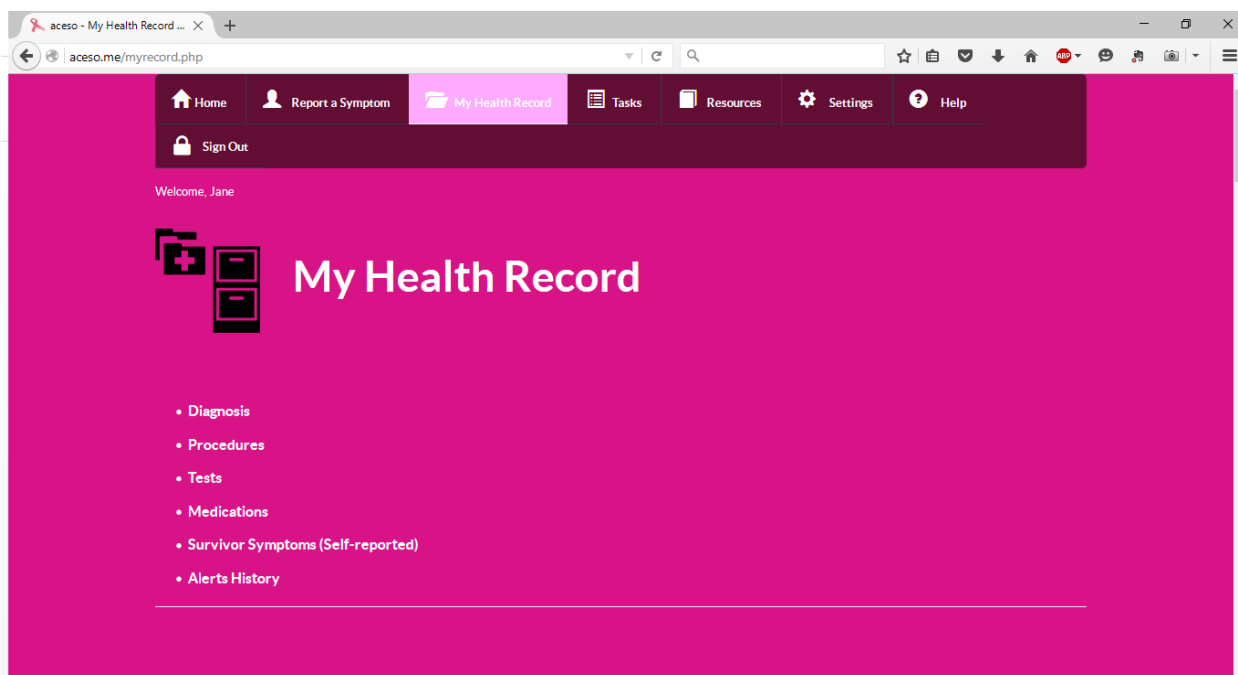 aceso - My Health Record ...
aceso.me/myrecord.php
ABP
Home Report a Symptom My Health Record Tasks Resources Settings Help
Sign Out
Welcome, Jane
My Health Record
• Diagnosis
• Procedures
• Tests
• Medications
• Survivor Symptoms (Self-reported)
• Alerts History